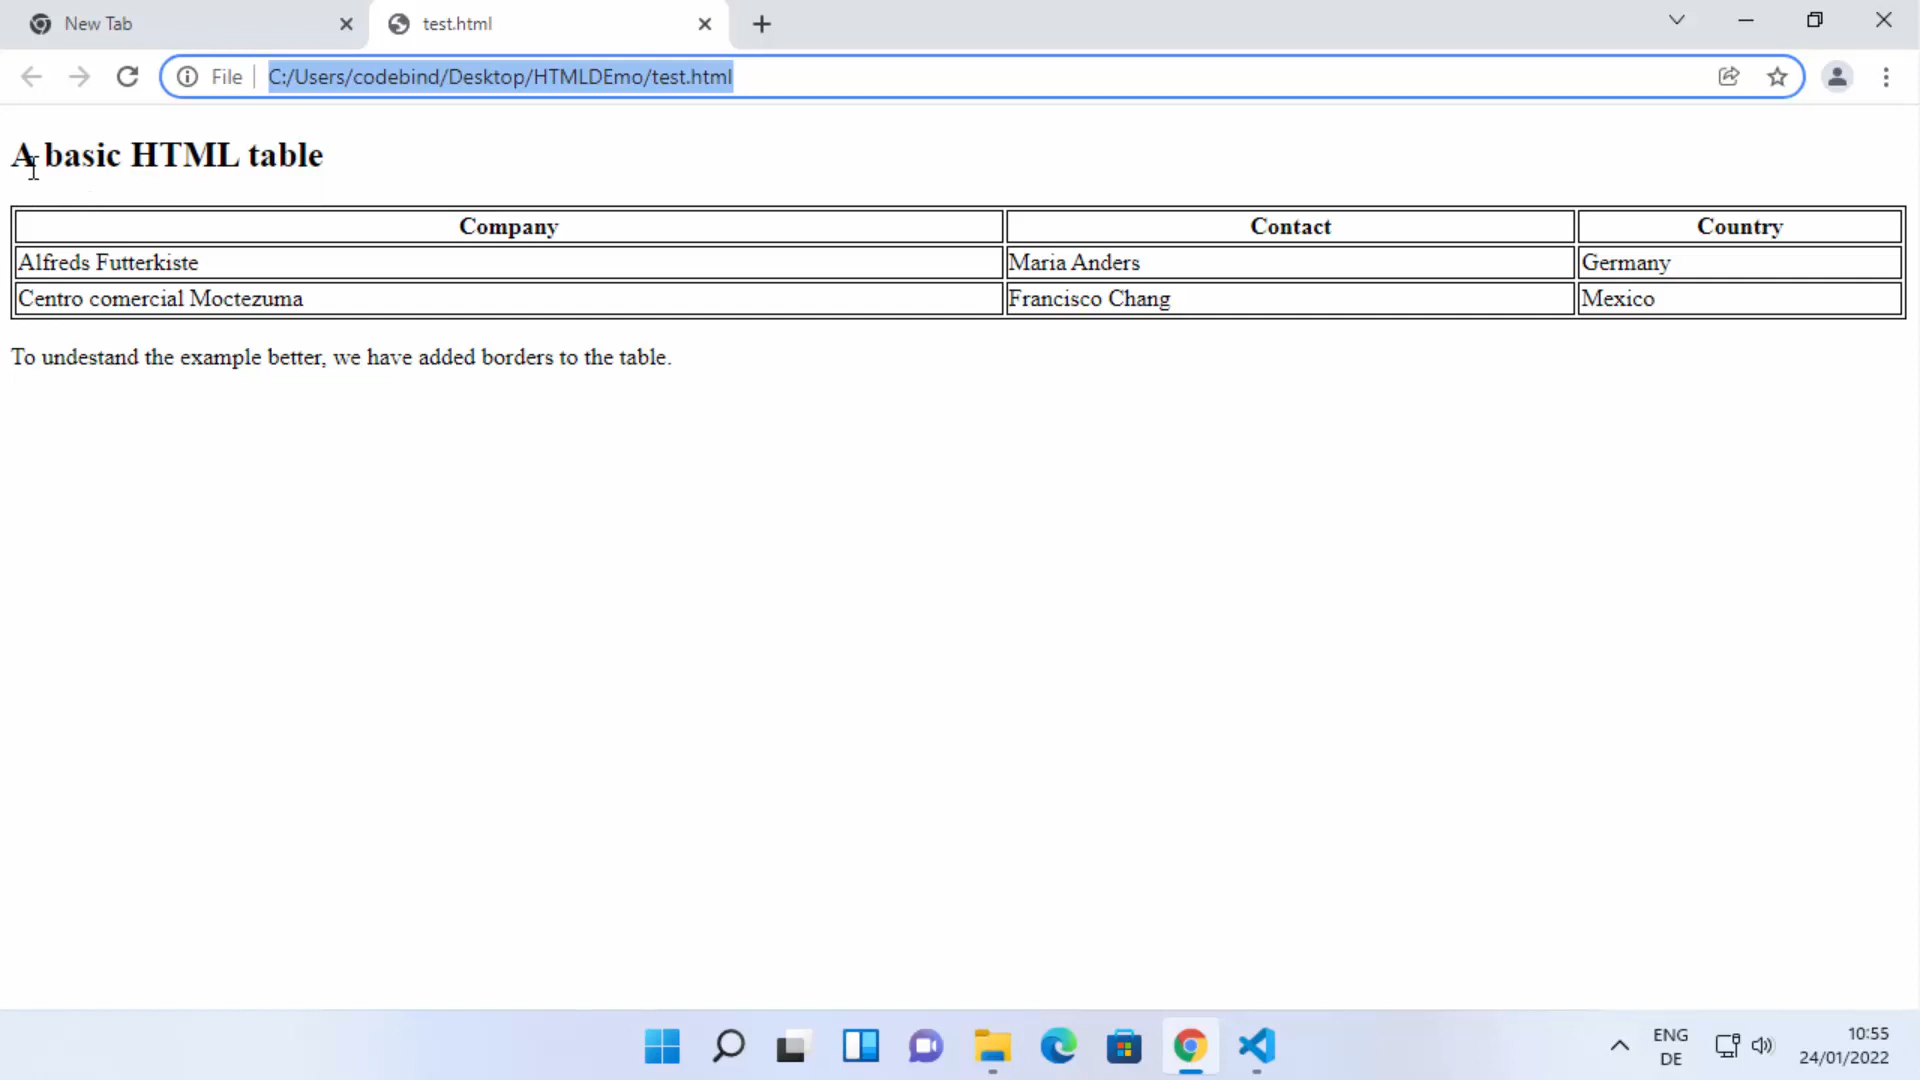 New Tab
test.html
File C:/Users/codebind/Desktop/HTMLDEmo/test.html
A basic HTML table
Company Contact Country
Alfreds Futterkiste Maria Anders Germany
Centro comercial Moctezuma Francisco Chang Mexico
To undestand the example better, we have added borders to the table.
ENG 10:55
DE 24/01/2022